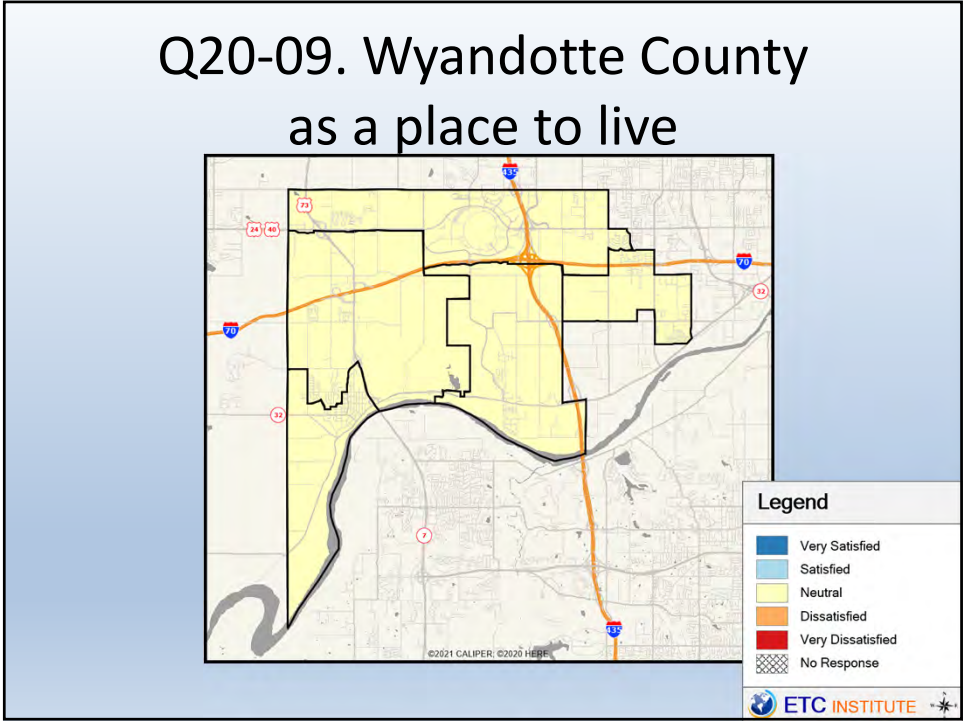 Q20-09. Wyandotte County
as a place to live
435
73
24 40
70
32
70
32
7
435
©2021 CALIPER; ©2020 HERE
Legend
Very Satisfied
Satisfied
Neutral
Dissatisfied
Very Dissatisfied
No Response
ETC INSTITUTE